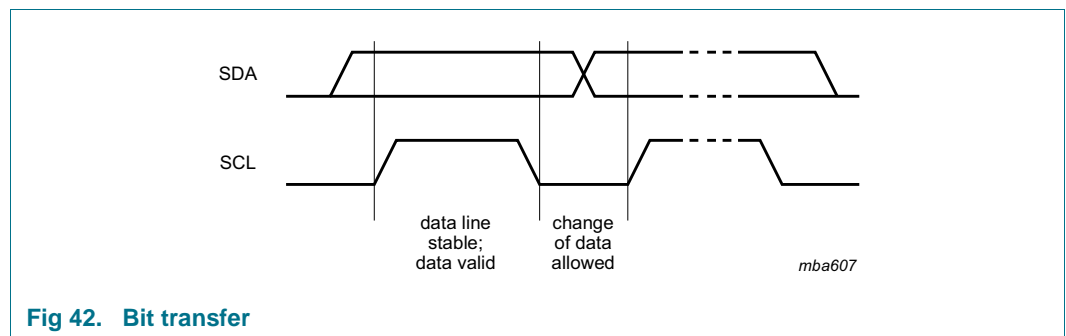 SDA
SCL
data line
stable;
data valid
change
of data
allowed
mba607
Fig 42. Bit transfer